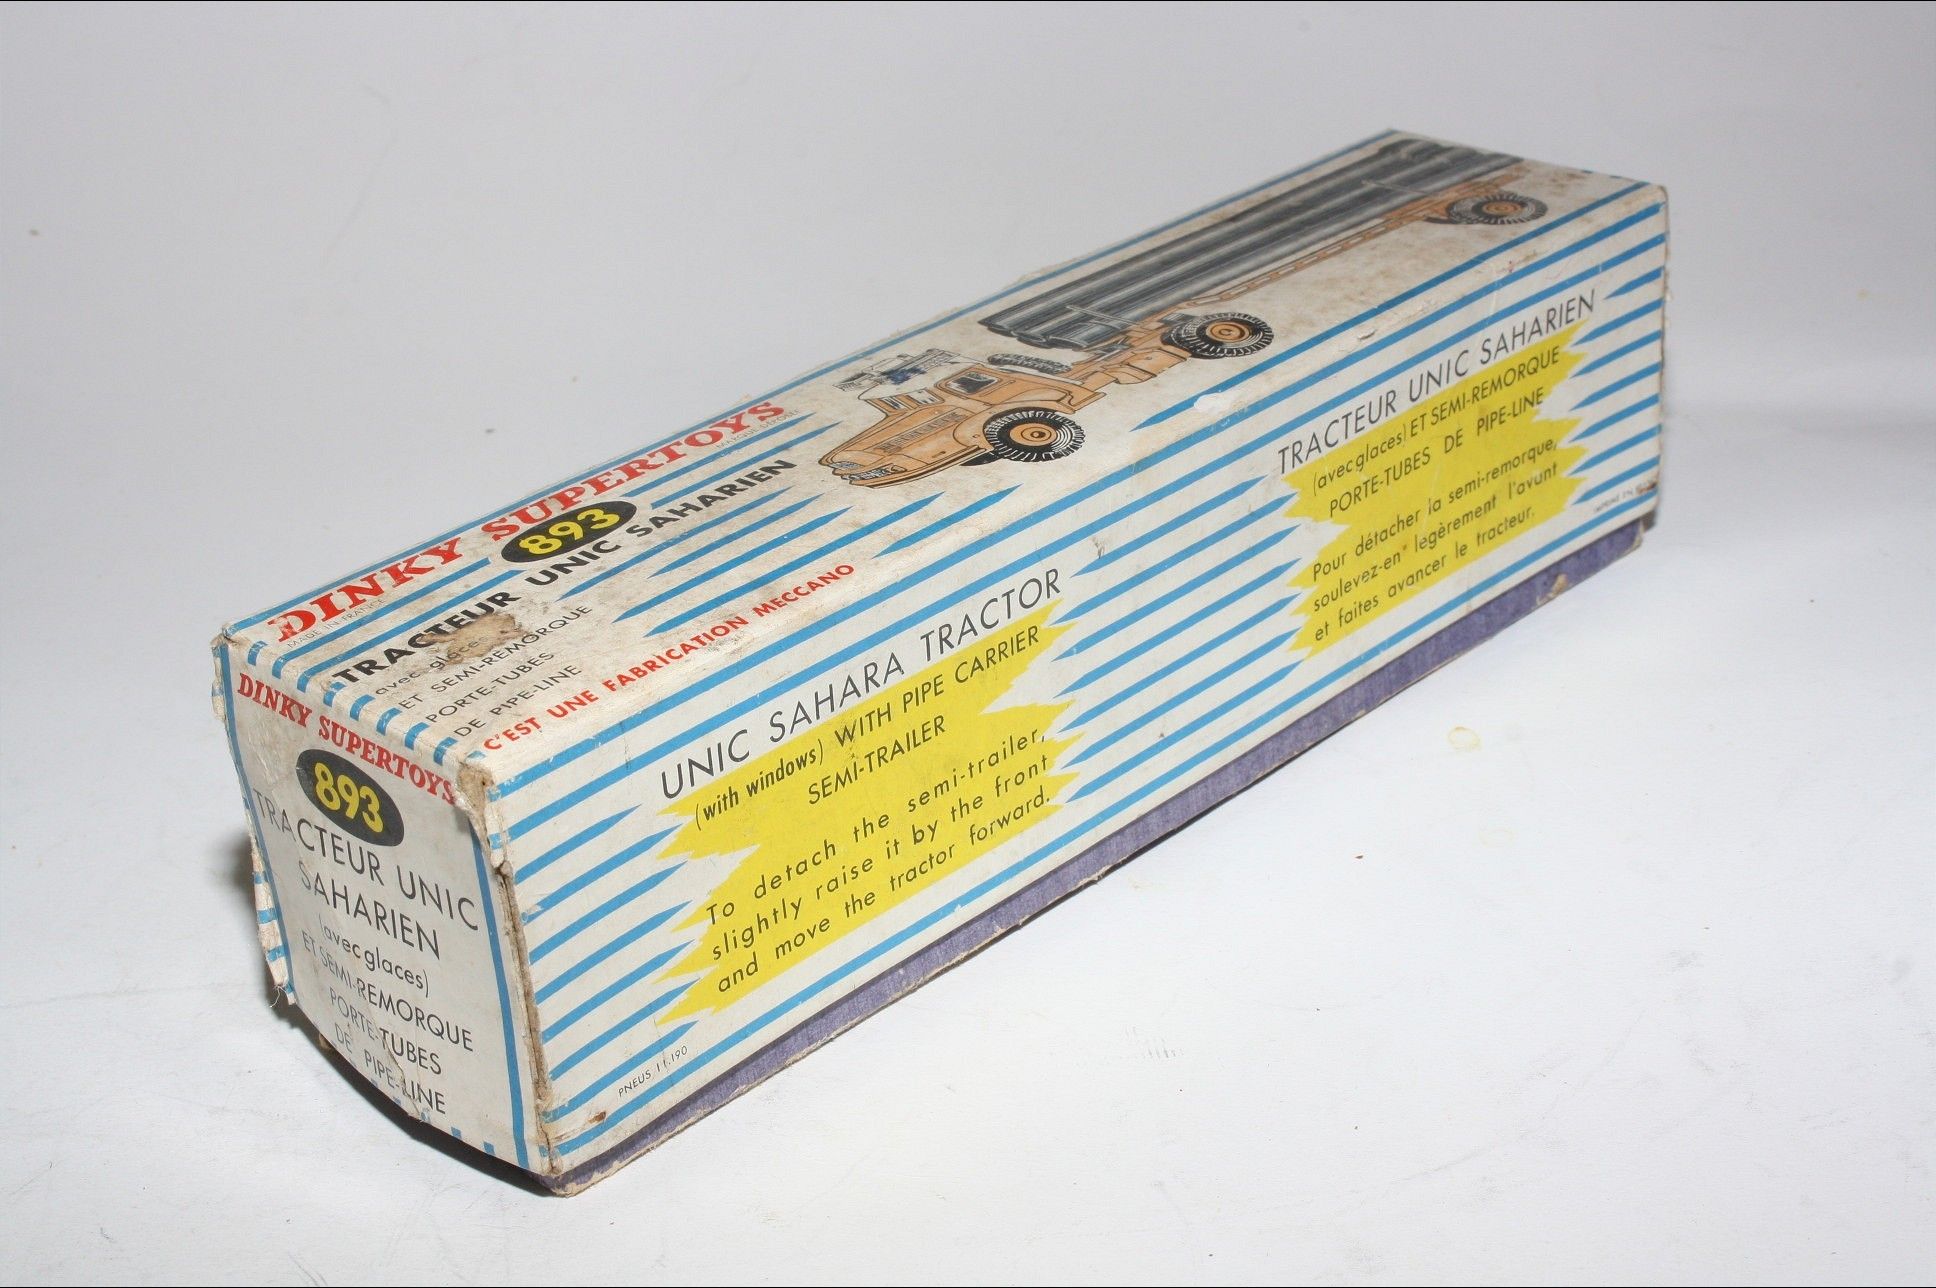 DINKY SUPERTOYS
MADE IN FRANCE
893
TRACTEUR UNIC SAHARIEN
avec glaces
ET SEMI-REMORQUE
PORTE-TUBES
DE PIPE-LINE
C'EST UNE FABRICATION MECCANO
DINKY SUPERTOYS
893
TRACTEUR UNIC
SAHARIEN
(avec glaces)
ET SEMI-REMORQUE
PORTE-TUBES
DE PIPE-LINE
UNIC SAHARA TRACTOR
(with windows) WITH PIPE CARRIER
SEMI-TRAILER
To detach the semi-trailer,
slightly raise it by the front
and move the tractor forward.
PNEUS 11.190
TRACTEUR UNIC SAHARIEN
(avec glaces) ET SEMI-REMORQUE
PORTE-TUBES DE PIPE-LINE
Pour détacher la semi-remorque,
soulevez-en legèrement l'avant
et faites avancer le tracteur.